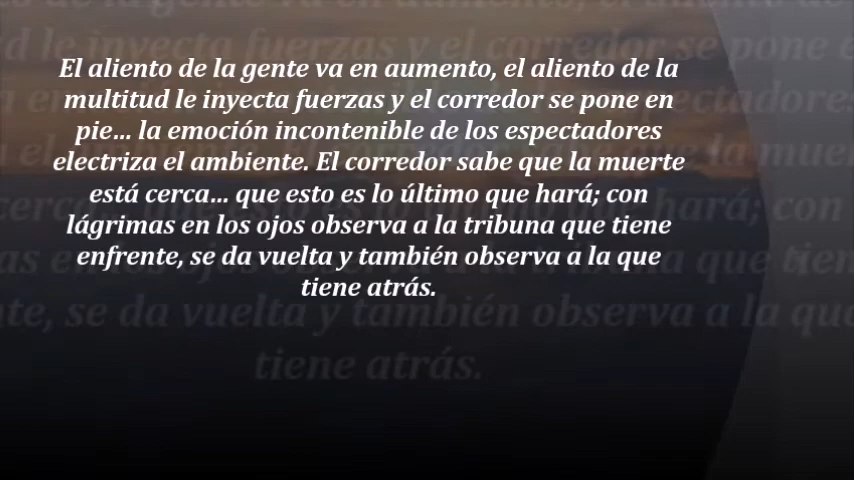 El aliento de la gente va en aumento, el aliento de la
multitud le inyecta fuerzas y el corredor se pone en
pie... la emoción incontenible de los espectadores
electriza el ambiente. El corredor sabe que la muerte
está cerca... que esto es lo último que hará; con
lágrimas en los ojos observa a la tribuna que tiene
enfrente, se da vuelta y también observa a la que
tiene atrás.